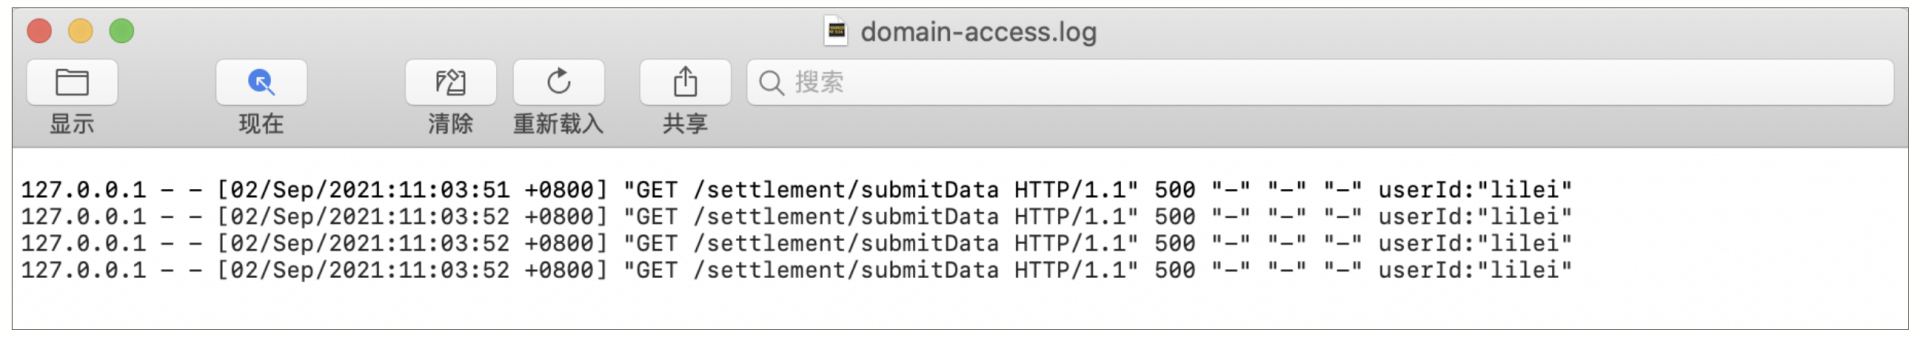 domain-access.log
搜索
显示 现在 清除 重新载入 共享
127.0.0.1 - - [02/Sep/2021:11:03:51 +0800] "GET /settlement/submitData HTTP/1.1" 500 "-" "-" "-" userId:"lilei"
127.0.0.1 - - [02/Sep/2021:11:03:52 +0800] "GET /settlement/submitData HTTP/1.1" 500 "-" "-" "-" userId:"lilei"
127.0.0.1 - - [02/Sep/2021:11:03:52 +0800] "GET /settlement/submitData HTTP/1.1" 500 "-" "-" "-" userId:"lilei"
127.0.0.1 - - [02/Sep/2021:11:03:52 +0800] "GET /settlement/submitData HTTP/1.1" 500 "-" "-" "-" userId:"lilei"